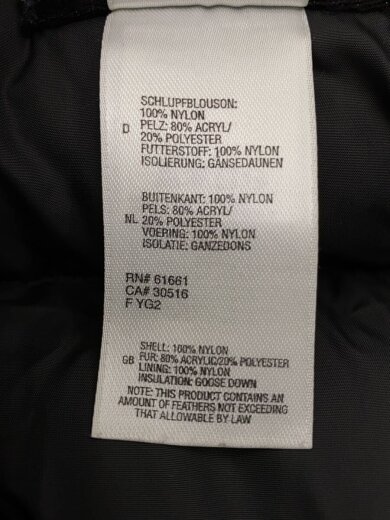 SCHLUPFBLOUSON:
100% NYLON
D PELZ: 80% ACRYL/
20% POLYESTER
FUTTERSTOFF: 100% NYLON
ISOLIERUNG: GÄNSEDAUNEN
BUITENKANT: 100% NYLON
PELS: 80% ACRYL/
NL 20% POLYESTER
VOERING: 100% NYLON
ISOLATIE: GANZEDONS
RN# 61661
CA# 30516
F YG2
SHELL: 100% NYLON
GB FUR: 80% ACRYLIC/20% POLYESTER
LINING: 100% NYLON
INSULATION: GOOSE DOWN
NOTE: THIS PRODUCT CONTAINS AN
AMOUNT OF FEATHERS NOT EXCEEDING
THAT ALLOWABLE BY LAW